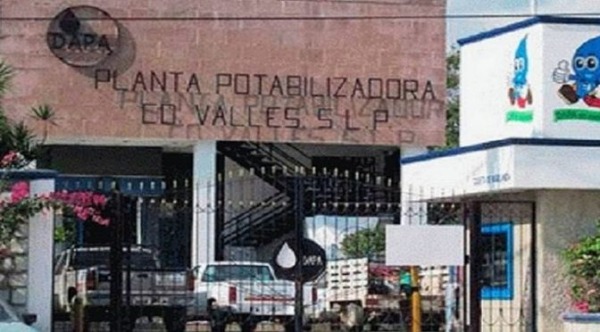 DAPA
PLANTA POTABILIZADORA
CD. VALLES S.L.P
DAPA